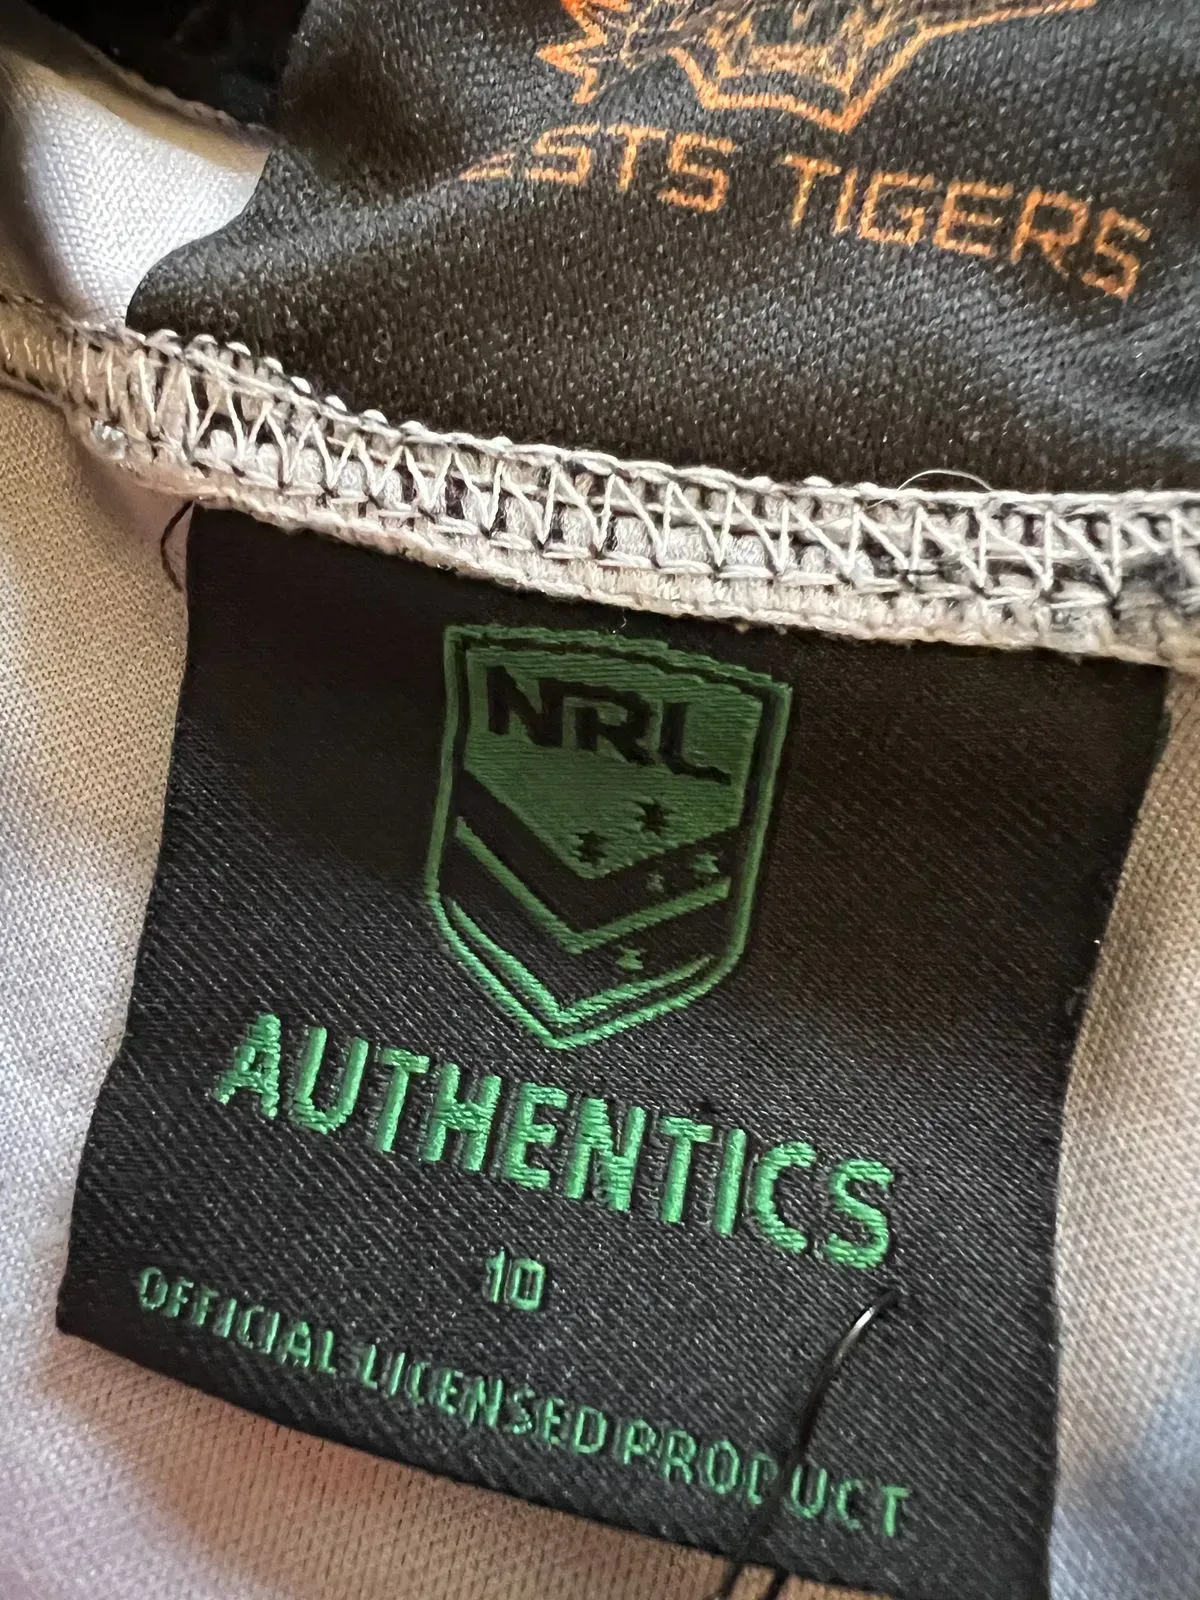 ESTS TIGERS
NRL
AUTHENTICS
10
OFFICIAL LICENSED PRODUCT